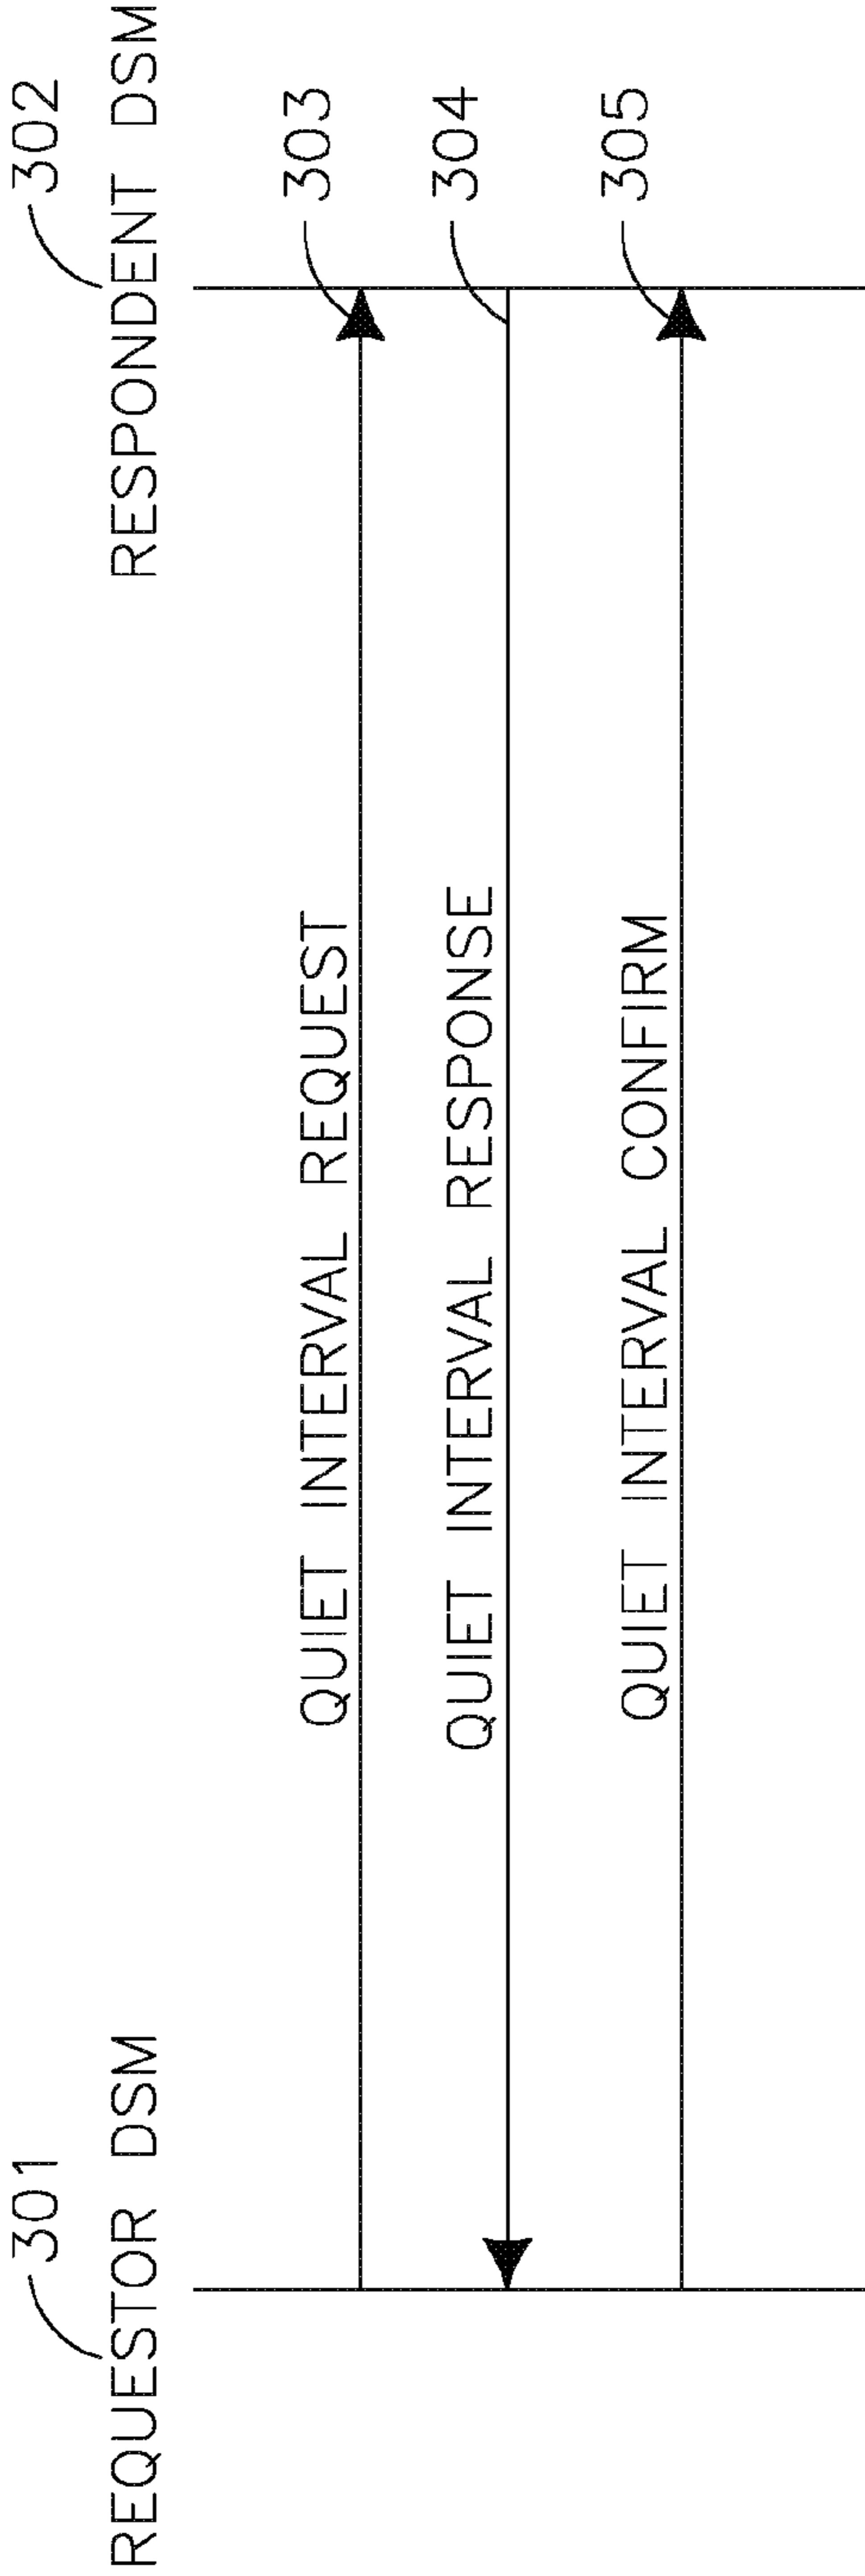 301
302
REQUESTOR DSM
RESPONDENT DSM
303
QUIET INTERVAL REQUEST
304
QUIET INTERVAL RESPONSE
305
QUIET INTERVAL CONFIRM